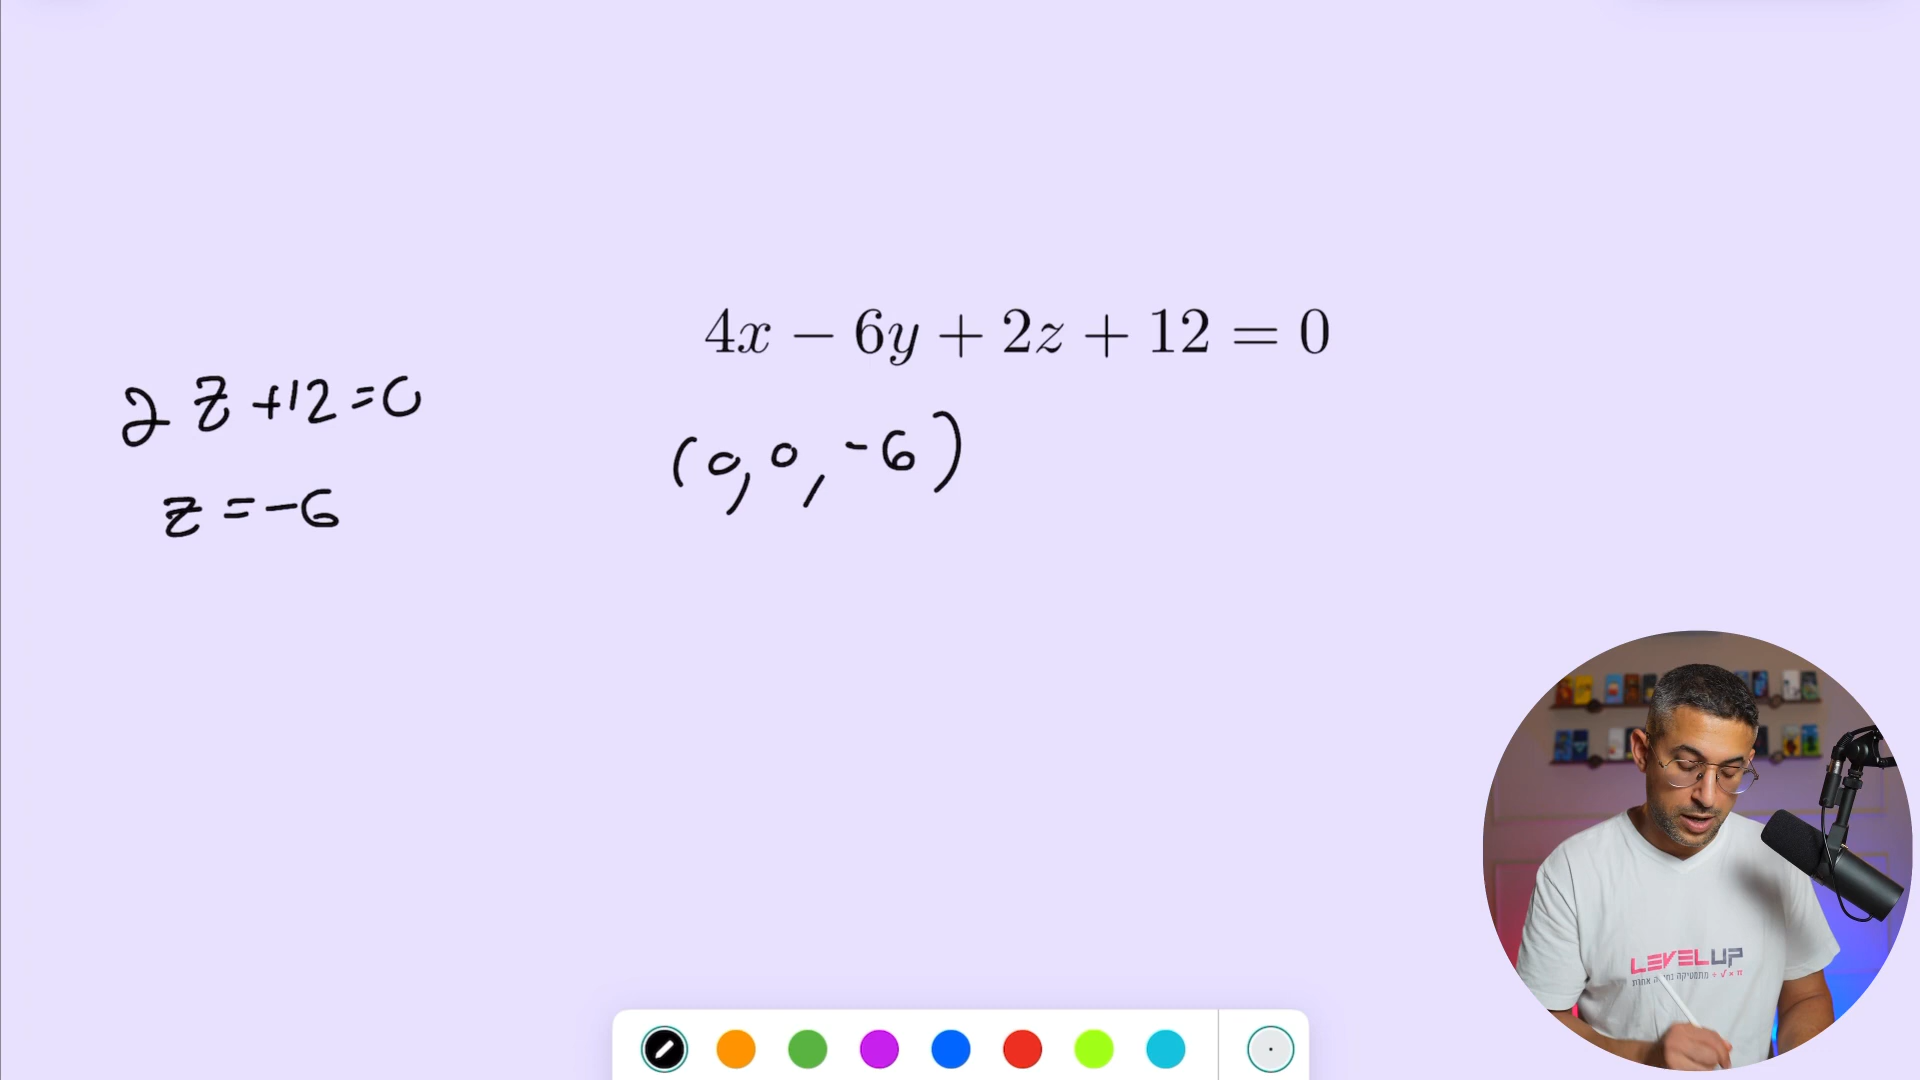 4x − 6y + 2z + 12 = 0
2z+12=0
z=-6
(0,0,-6)
LEVELUP